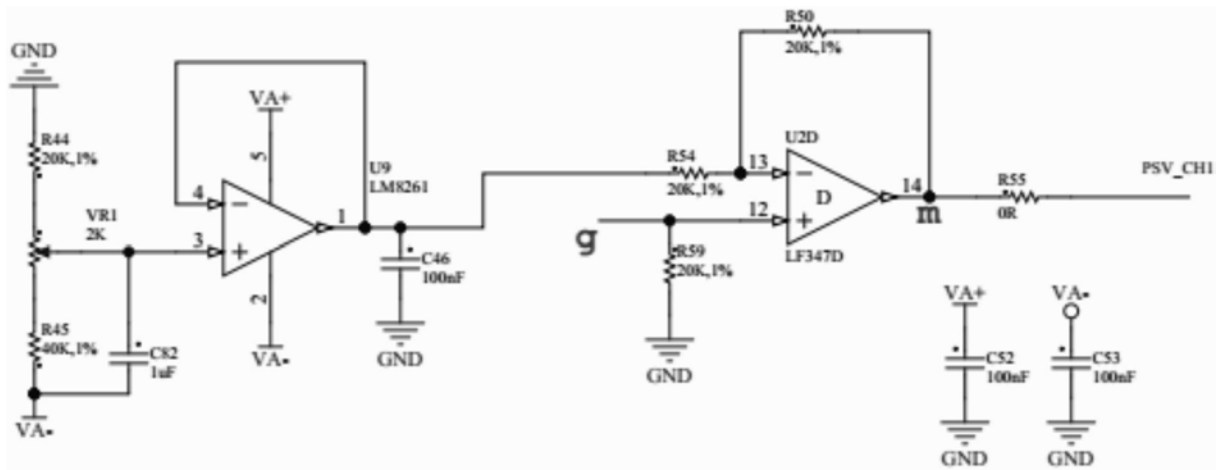 GND
R44
20K,1%
VR1
2K
R45
40K,1%
VA-
C82
1uF
VA+
5
4
3
2
1
VA-
U9
LM8261
C46
100nF
GND
R50
20K,1%
R54
20K,1%
13
12
g
R59
20K,1%
GND
U2D
D
LF347D
14
m
R55
0R
PSV_CH1
VA+
C52
100nF
GND
VA-
C53
100nF
GND